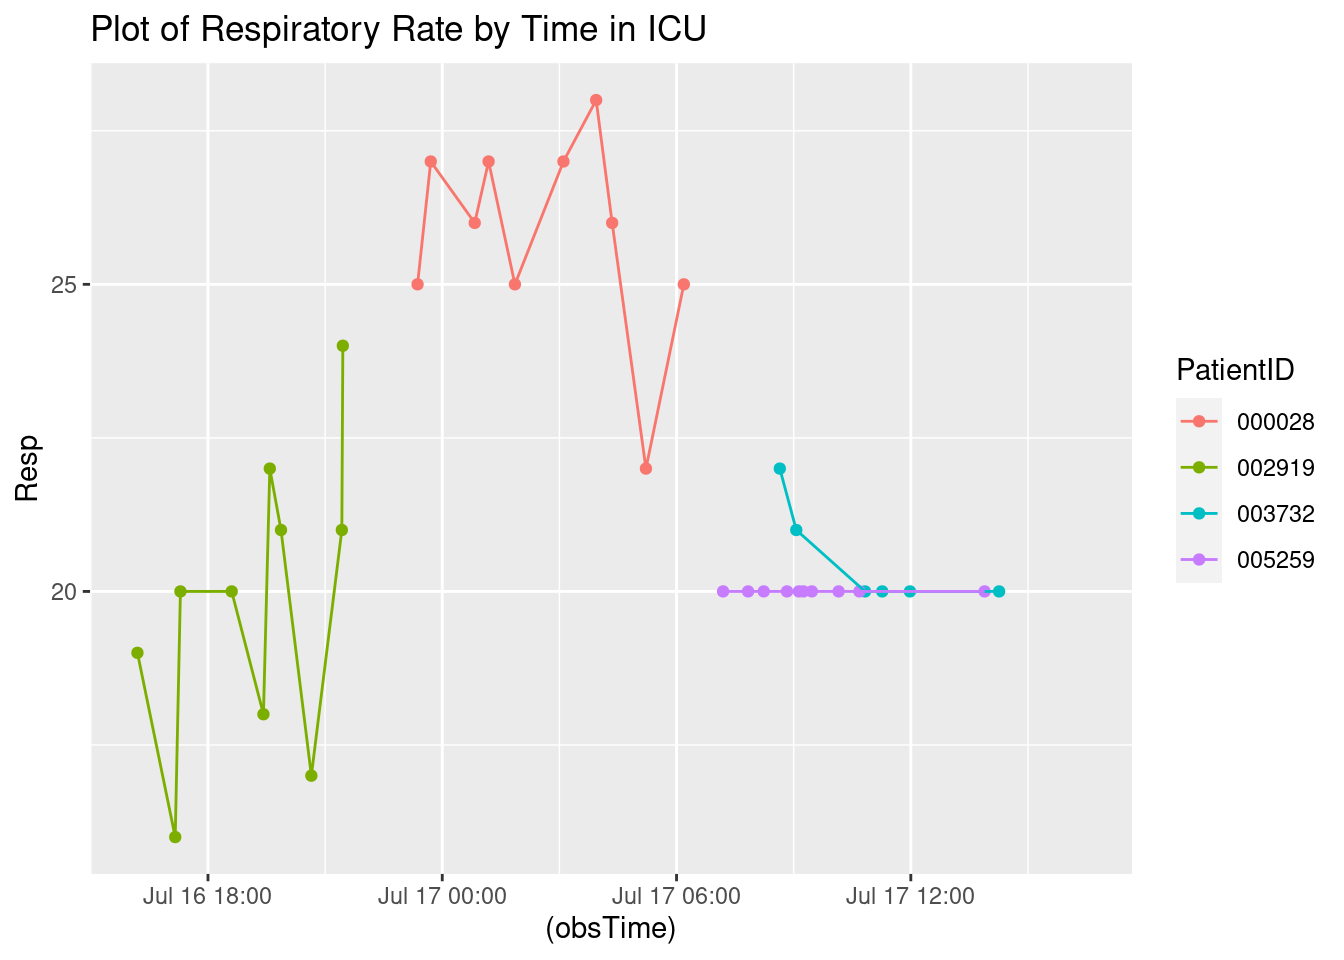 Plot of Respiratory Rate by Time in ICU
Resp
25
20
Jul 16 18:00
Jul 17 00:00
Jul 17 06:00
Jul 17 12:00
(obsTime)
PatientID
000028
002919
003732
005259